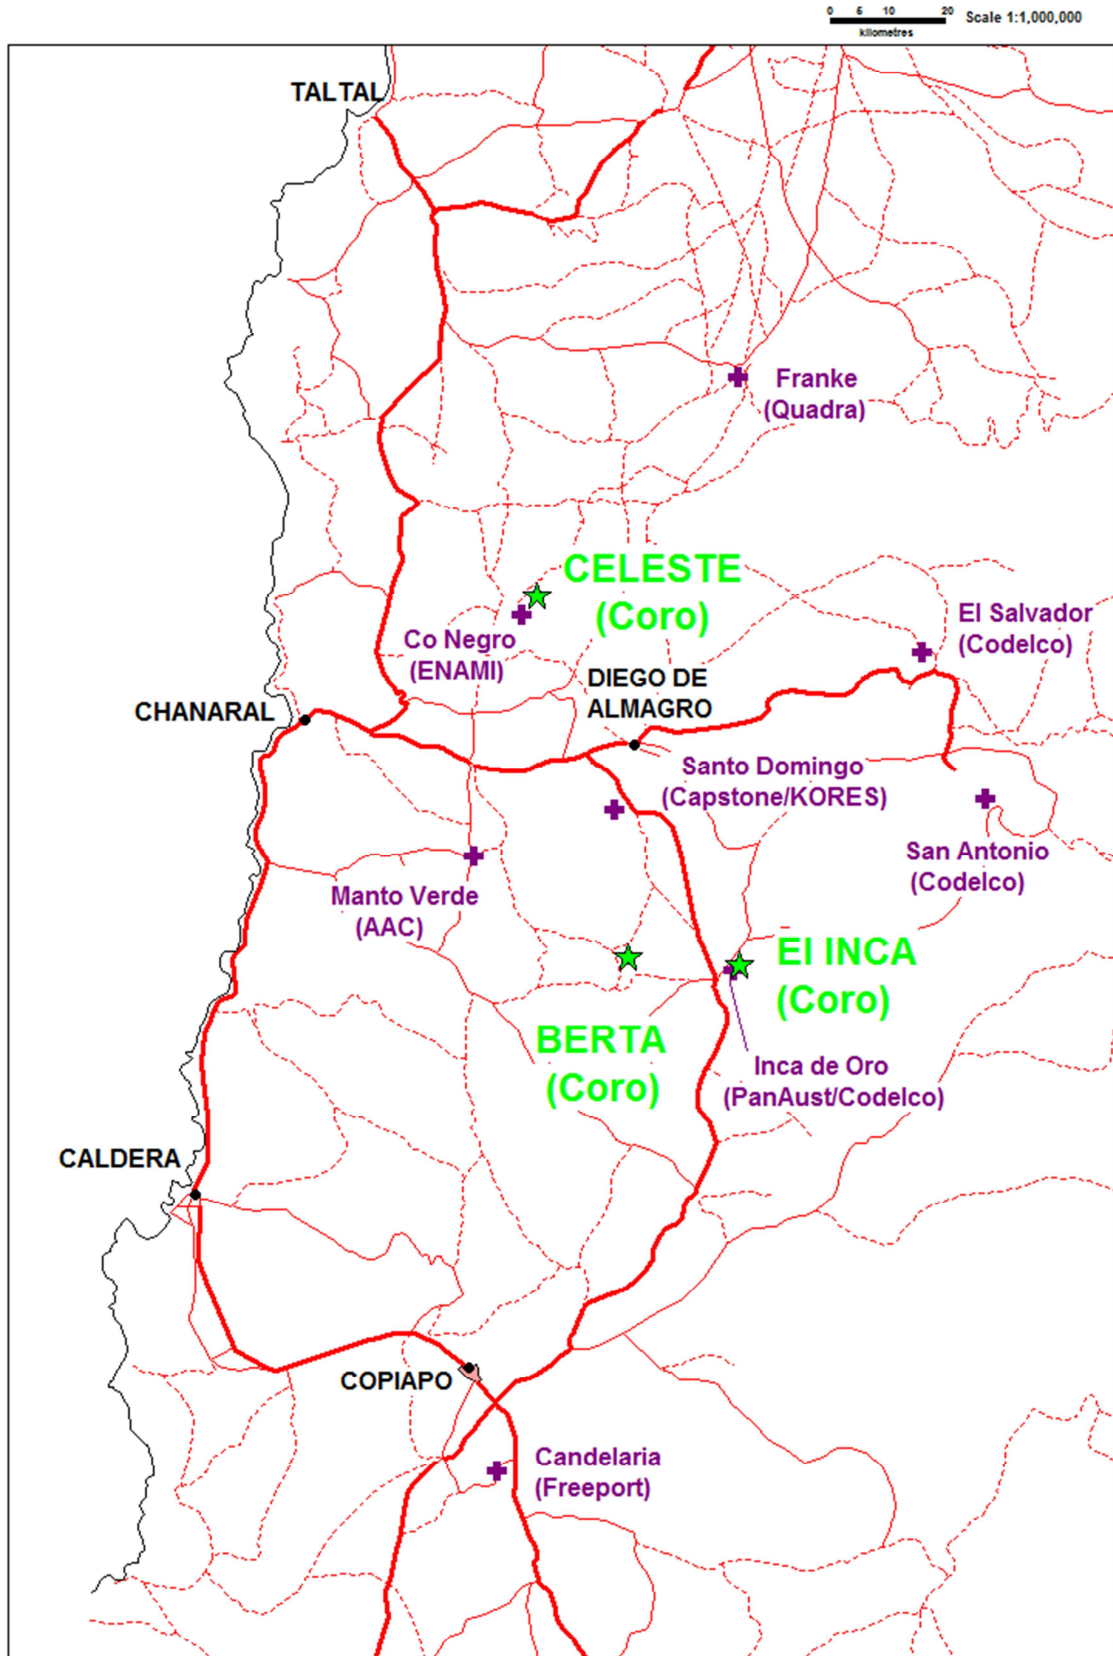 0 5 10 20 Scale 1:1,000,000
kilometres
TALTAL
Franke
(Quadra)
CELESTE
(Coro)
Co Negro
(ENAMI)
El Salvador
(Codelco)
DIEGO DE
ALMAGRO
CHANARAL
Santo Domingo
(Capstone/KORES)
San Antonio
(Codelco)
Manto Verde
(AAC)
El INCA
(Coro)
BERTA
(Coro)
Inca de Oro
(PanAust/Codelco)
CALDERA
COPIAPO
Candelaria
(Freeport)